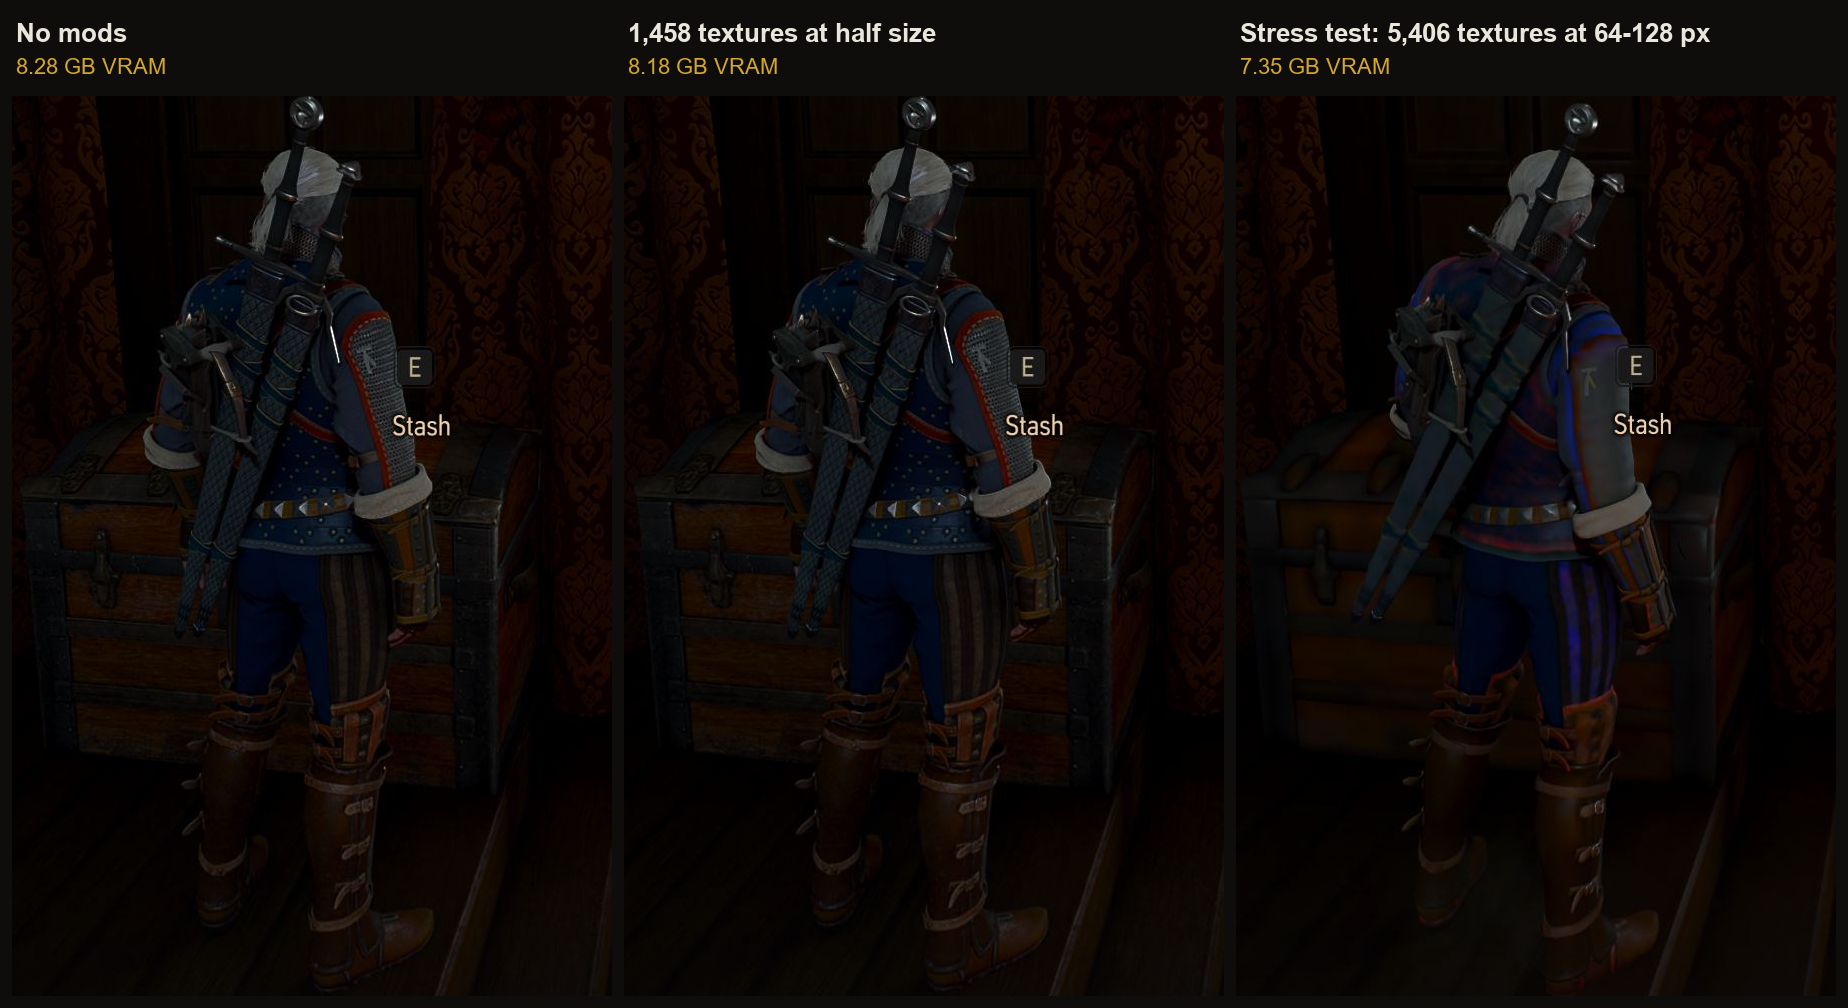 No mods
8.28 GB VRAM
1,458 textures at half size
8.18 GB VRAM
Stress test: 5,406 textures at 64-128 px
7.35 GB VRAM
E
Stash
E
Stash
E
Stash